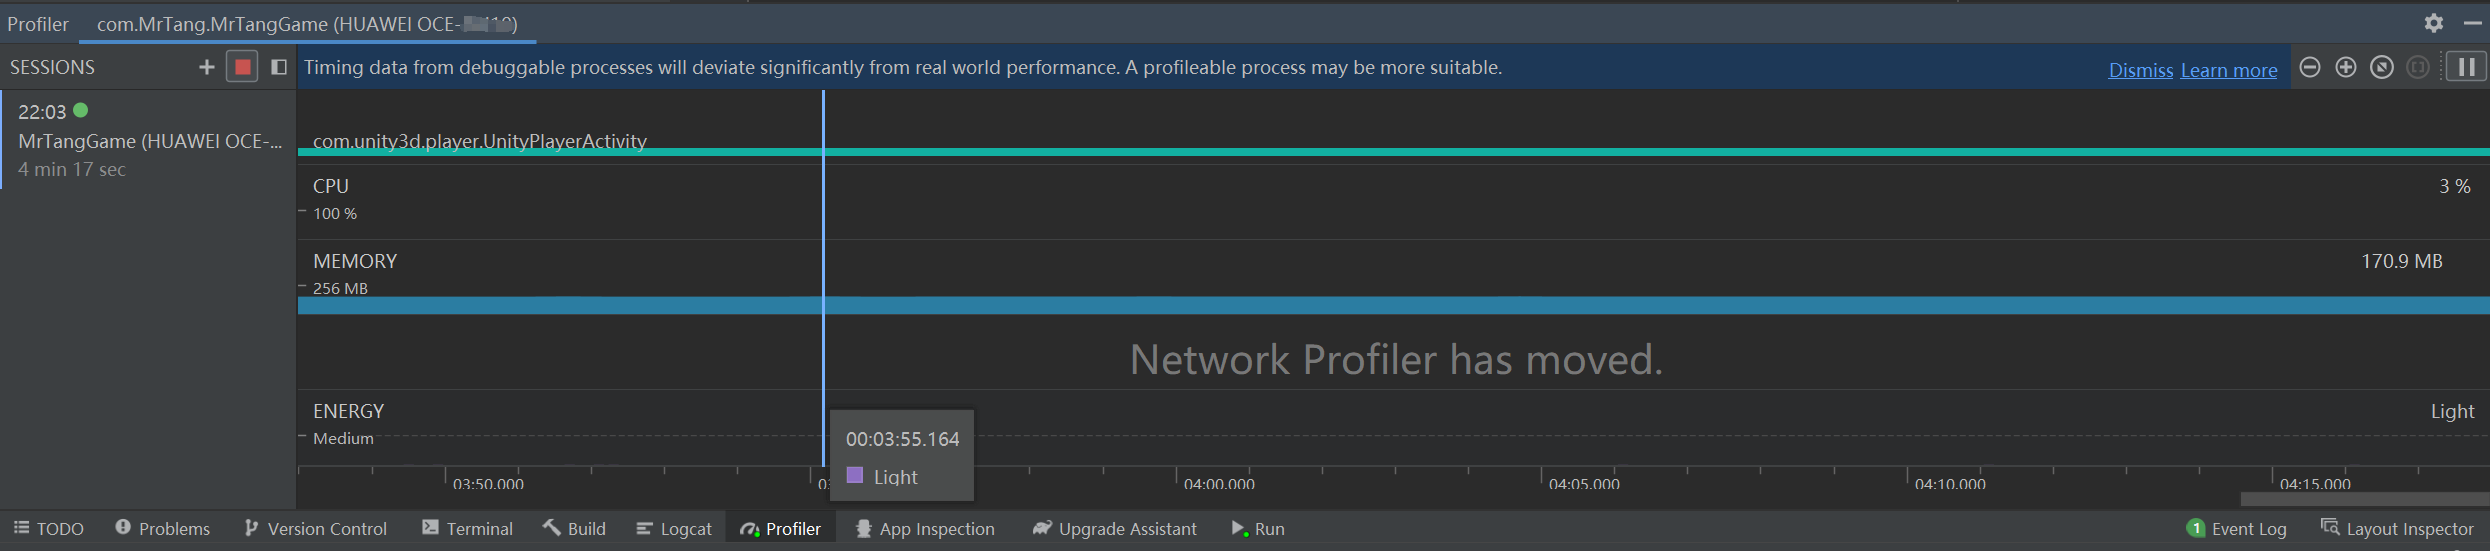 Profiler com.MrTang.MrTangGame (HUAWEI OCE-
SESSIONS
Timing data from debuggable processes will deviate significantly from real world performance. A profileable process may be more suitable.
Dismiss Learn more
22:03
MrTangGame (HUAWEI OCE-...
4 min 17 sec
com.unity3d.player.UnityPlayerActivity
CPU 3 %
100 %
MEMORY 170.9 MB
256 MB
Network Profiler has moved.
ENERGY Light
Medium
00:03:55.164
Light
03:50.000 04:00.000 04:05.000 04:10.000 04:15.000
TODO Problems Version Control Terminal Build Logcat Profiler App Inspection Upgrade Assistant Run 1 Event Log Layout Inspector